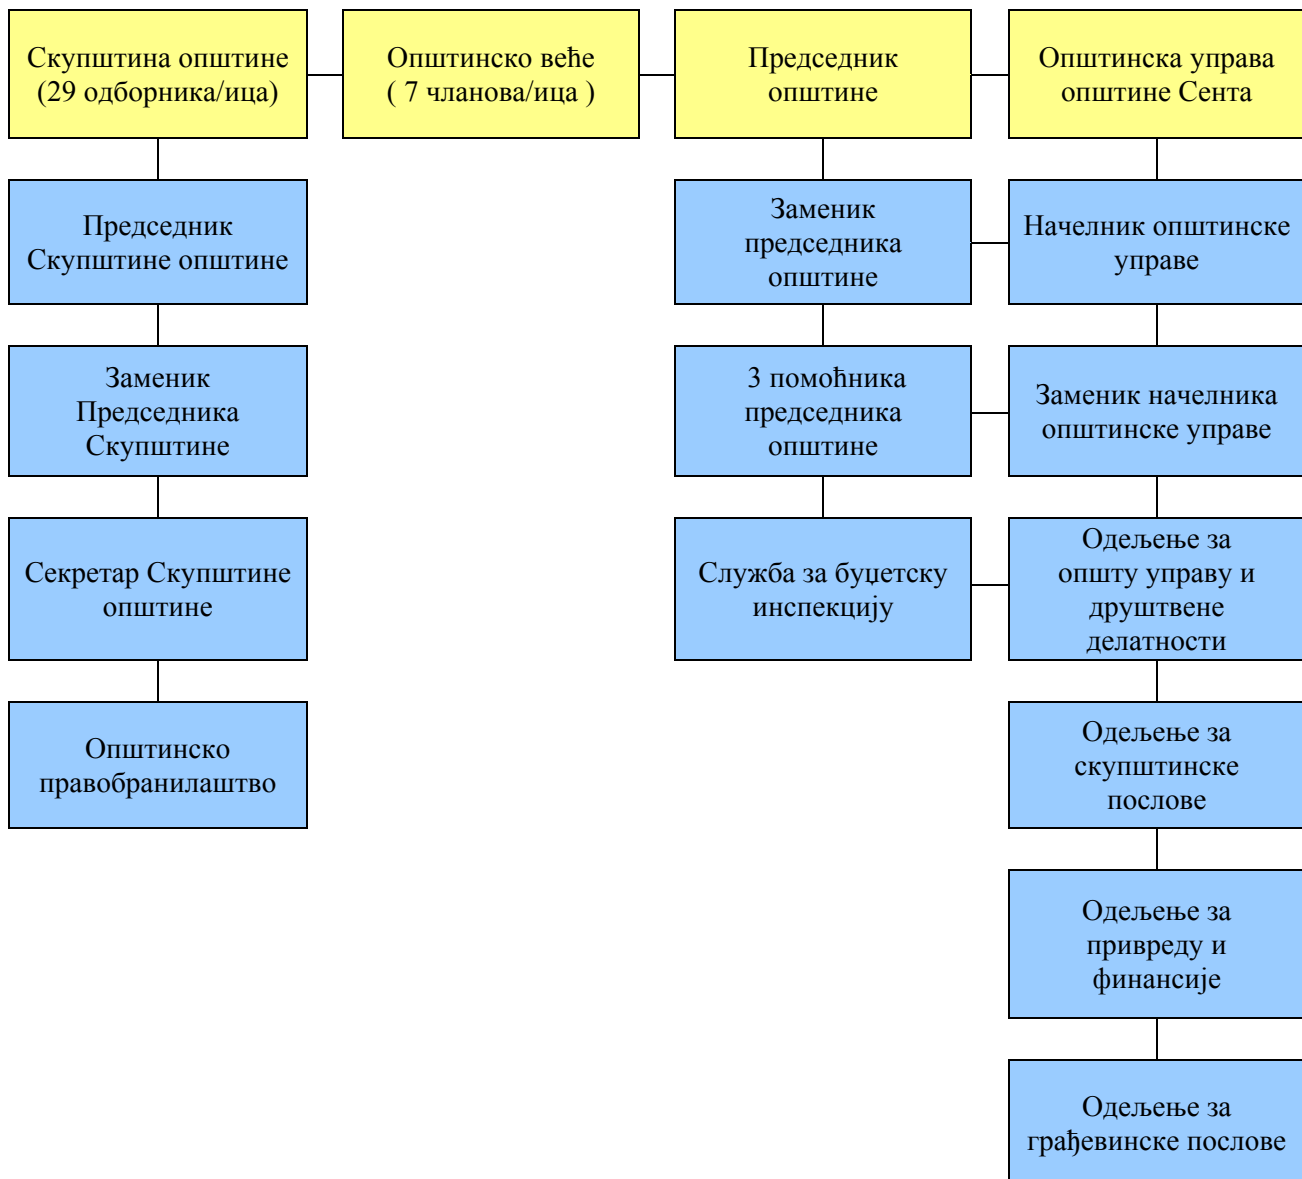 Скупштина општине
(29 одборника/ица)
Општинско веће
( 7 чланова/ица )
Председник
општине
Општинска управа
општине Сента
Председник
Скупштине општине
Заменик
председника
општине
Начелник општинске
управе
Заменик
Председника
Скупштине
3 помоћника
председника
општине
Заменик начелника
општинске управе
Секретар Скупштине
општине
Служба за буџетску
инспекцију
Одељење за
општу управу и
друштвене
делатности
Општинско
правобранилаштво
Одељење за
скупштинске
послове
Одељење за
привреду и
финансије
Одељење за
грађевинске послове